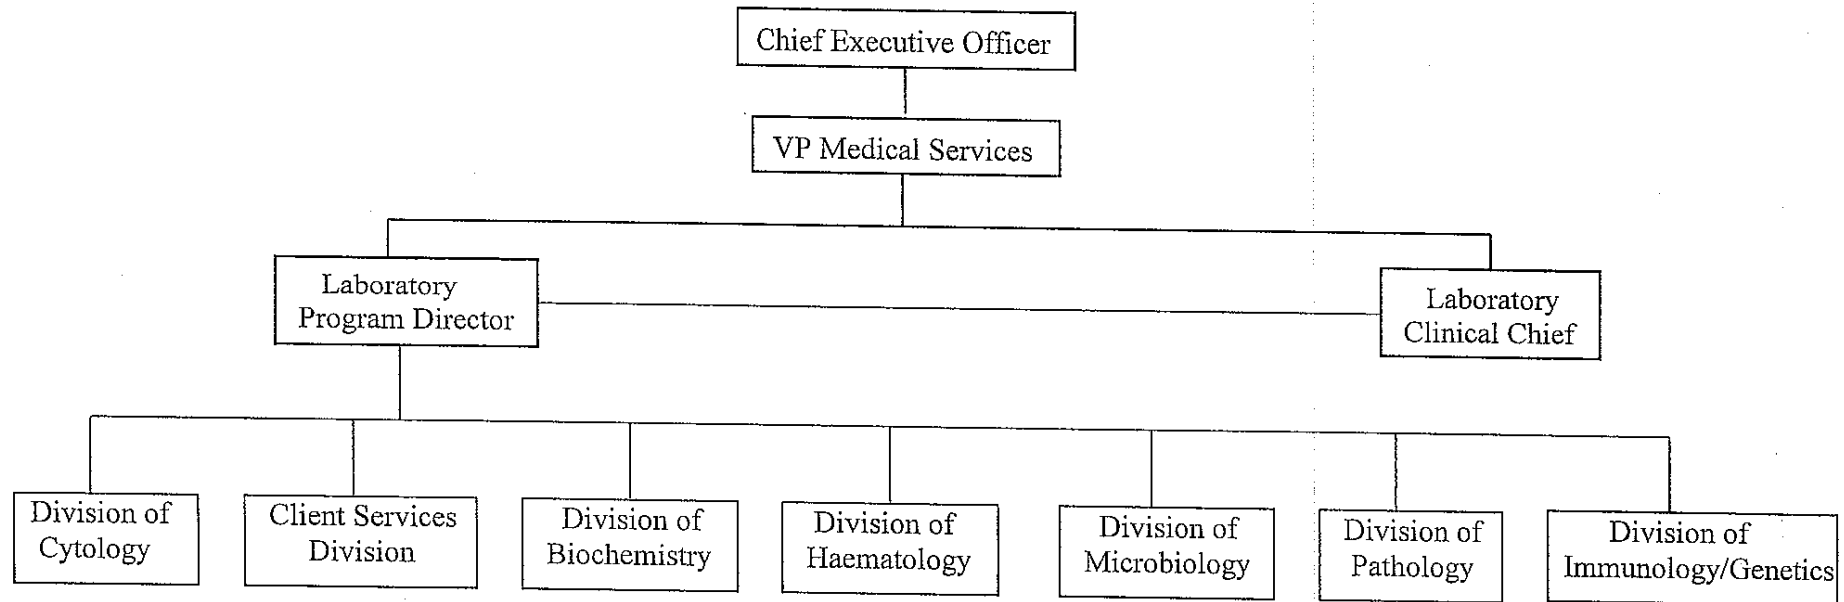 Chief Executive Officer
VP Medical Services
Laboratory
Program Director
Laboratory
Clinical Chief
Division of
Cytology
Client Services
Division
Division of
Biochemistry
Division of
Haematology
Division of
Microbiology
Division of
Pathology
Division of
Immunology/Genetics